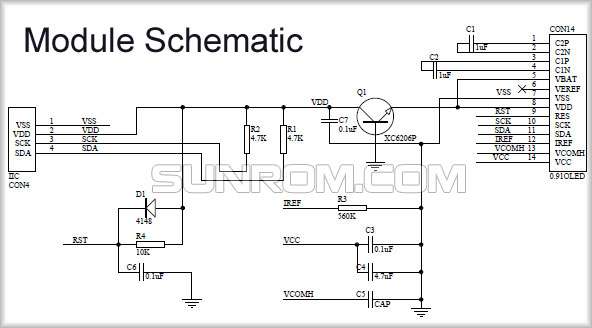 Module Schematic
CON14
C1
1uF
C2
1uF
1 C2P
2 C2N
3 C1P
4 C1N
5 VBAT
6 VEREF
VSS 7 VSS
8 VDD
RST 9 RES
SCK 10 SCK
SDA 11 SDA
IREF 12 IREF
VCOMH 13 VCOMH
VCC 14 VCC
0.91OLED
Q1
XC6206P
VDD
C7
0.1uF
VSS 1 VSS
VDD 2 VDD
SCK 3 SCK
SDA 4 SDA
IIC
CON4
R2
4.7K
R1
4.7K
SUNROM.COM
D1
4148
RST
R4
10K
C6
0.1uF
IREF
R3
560K
VCC
C3
0.1uF
C4
4.7uF
VCOMH
C5
CAP